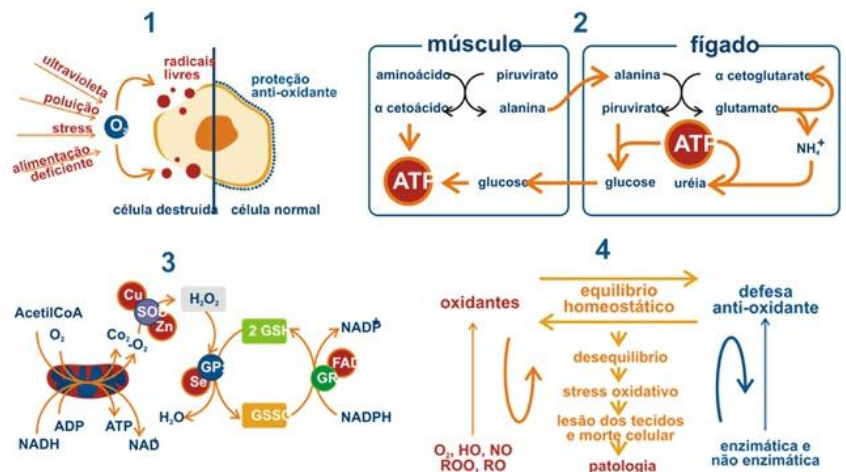 1
ultravioleta
poluição
stress
alimentação
deficiente
O₂
radicais
livres
proteção
anti-oxidante
célula destruída
célula normal
2
músculo
fígado
aminoácido
piruvirato
α cetoácido
alanina
ATP
glucose
alanina
α cetoglutarato
piruvirato
glutamato
ATP
NH₄⁺
glucose
uréia
3
AcetilCoA
O₂
Co₂
-O₂
Cu
SOD
Zn
H₂O₂
ADP
ATP
NADH
NAD
2 GSH
GP
Se
GSSG
H₂O
NADP⁺
FAD
GR
NADPH
4
oxidantes
equilibrio
homeostático
defesa
anti-oxidante
desequilibrio
stress oxidativo
lesão dos tecidos
e morte celular
patologia
O₂, HO, NO
ROO, RO
enzimática e
não enzimática